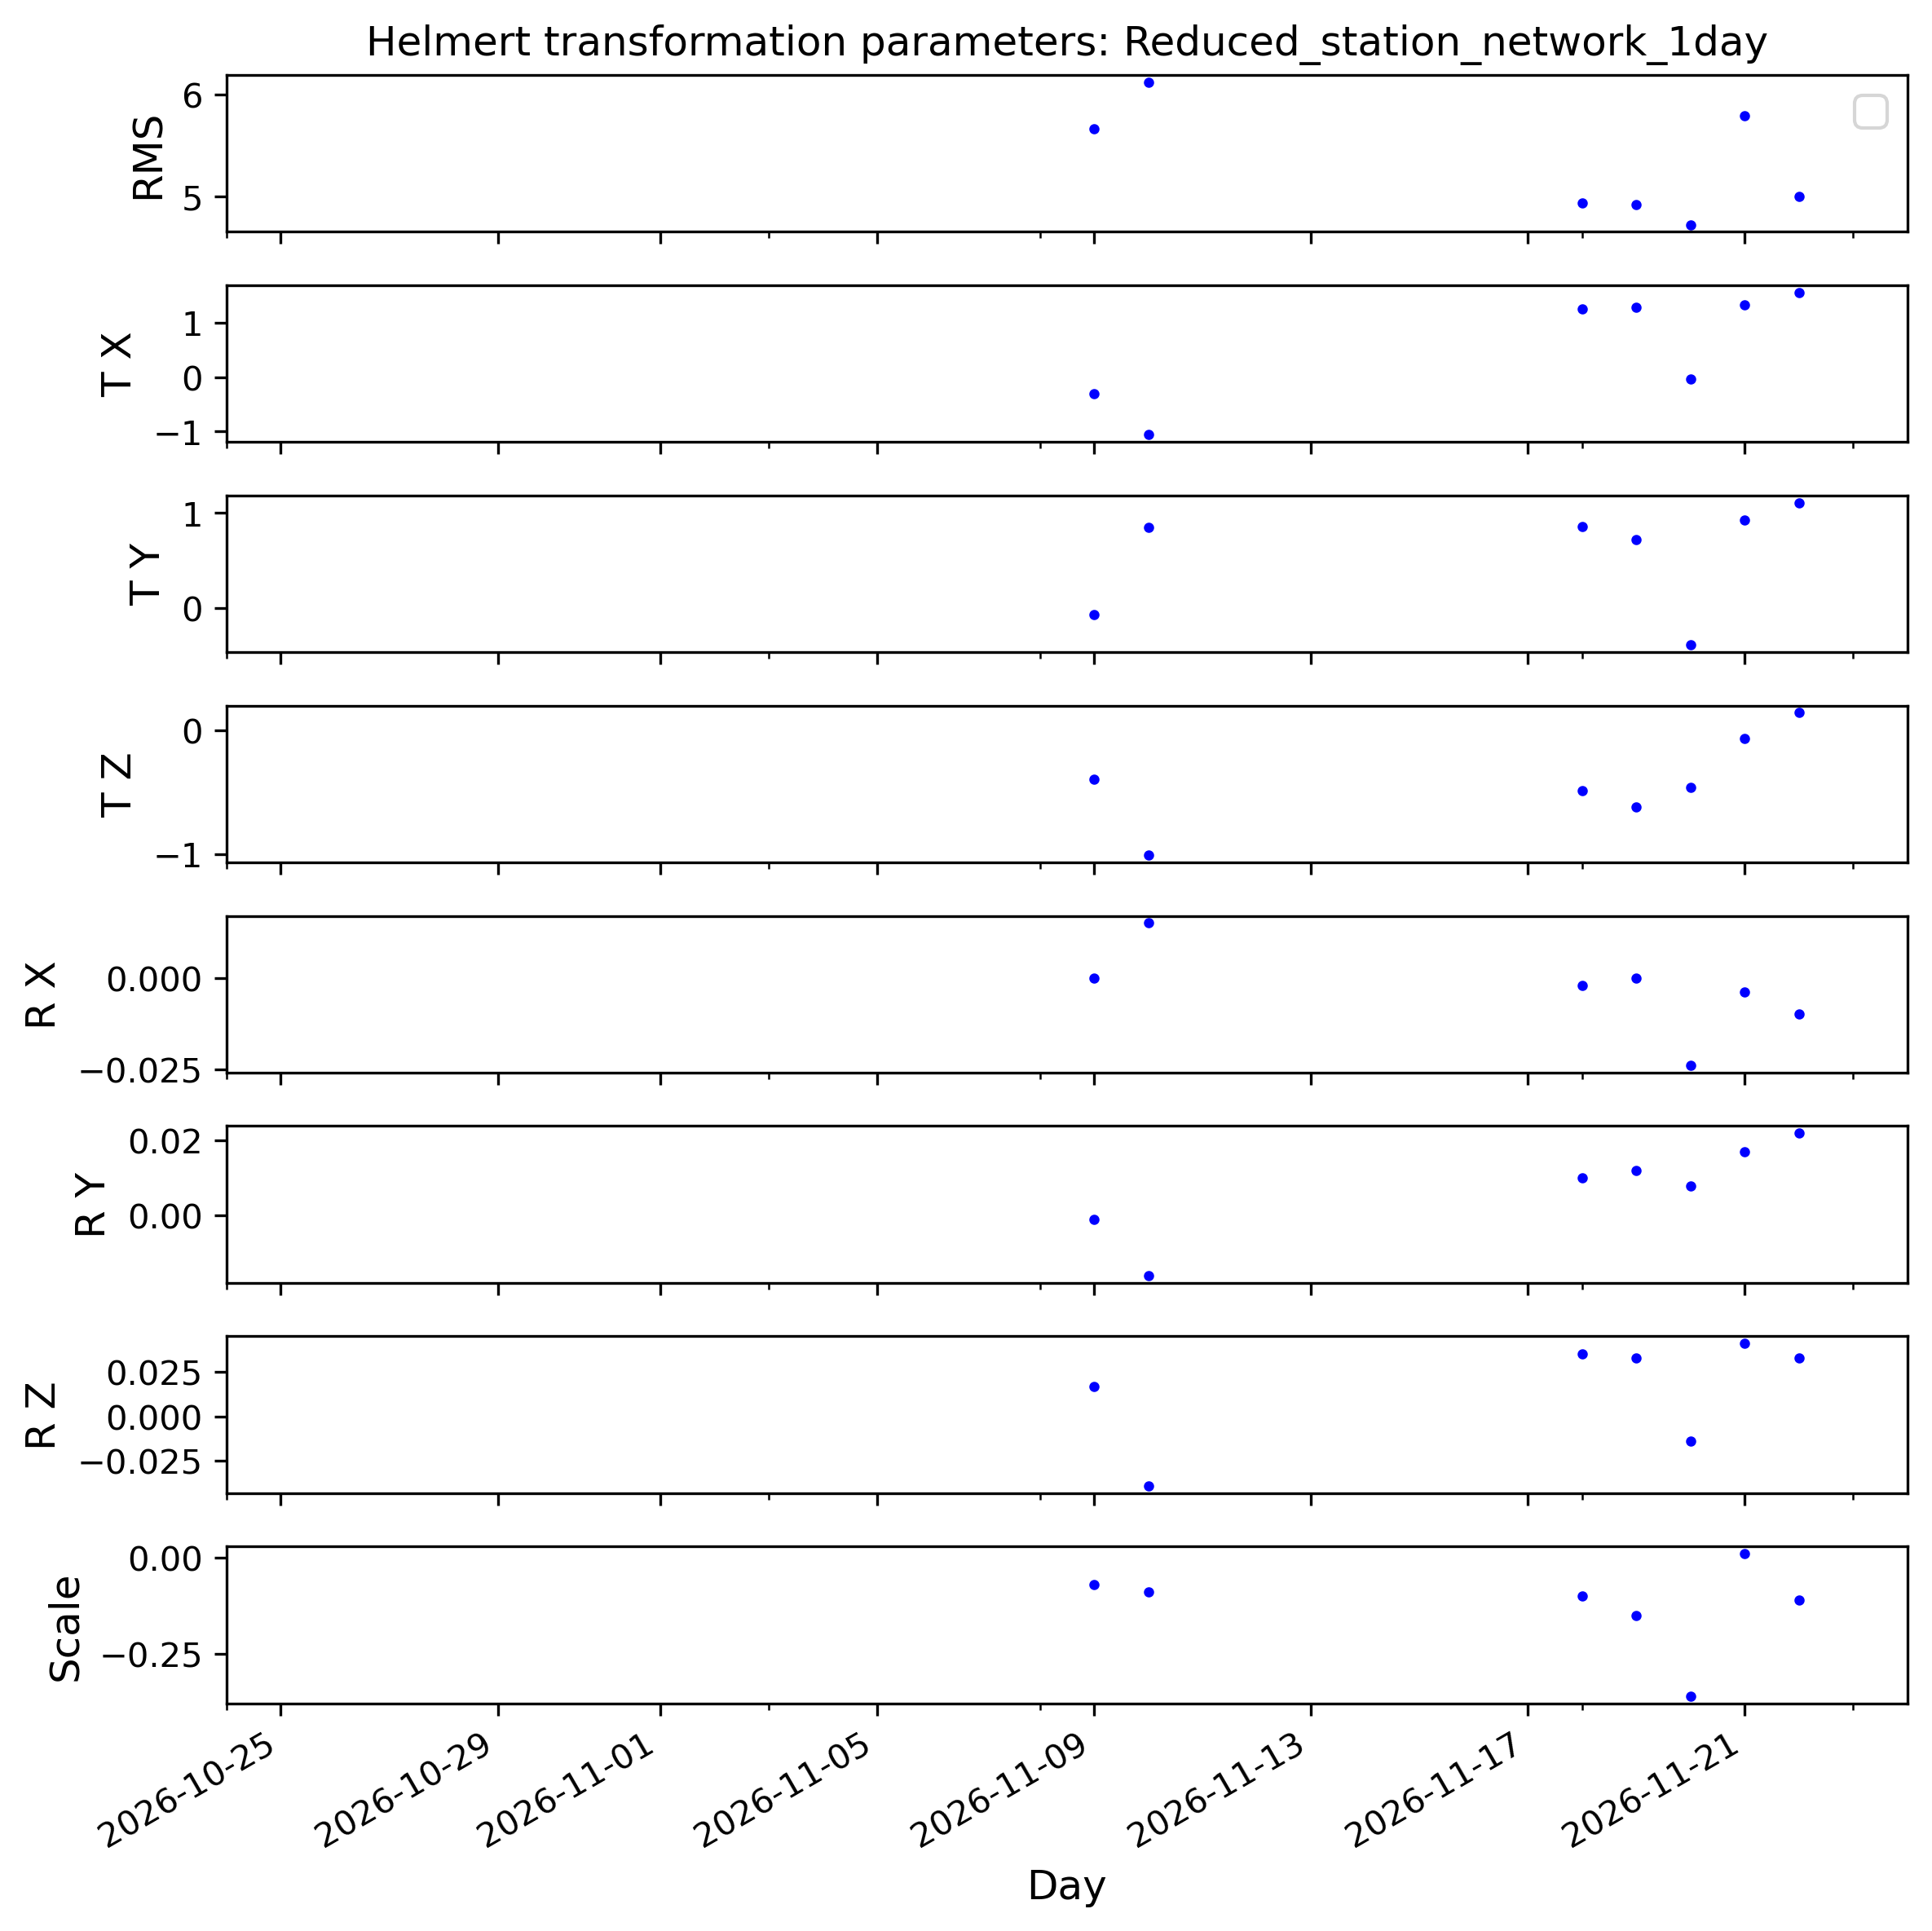 Helmert transformation parameters: Reduced_station_network_1day
RMS
6
5
T X
1
0
−1
T Y
1
0
T Z
0
−1
R X
0.000
−0.025
R Y
0.02
0.00
R Z
0.025
0.000
−0.025
Scale
0.00
−0.25
2026-10-25
2026-10-29
2026-11-01
2026-11-05
2026-11-09
2026-11-13
2026-11-17
2026-11-21
Day